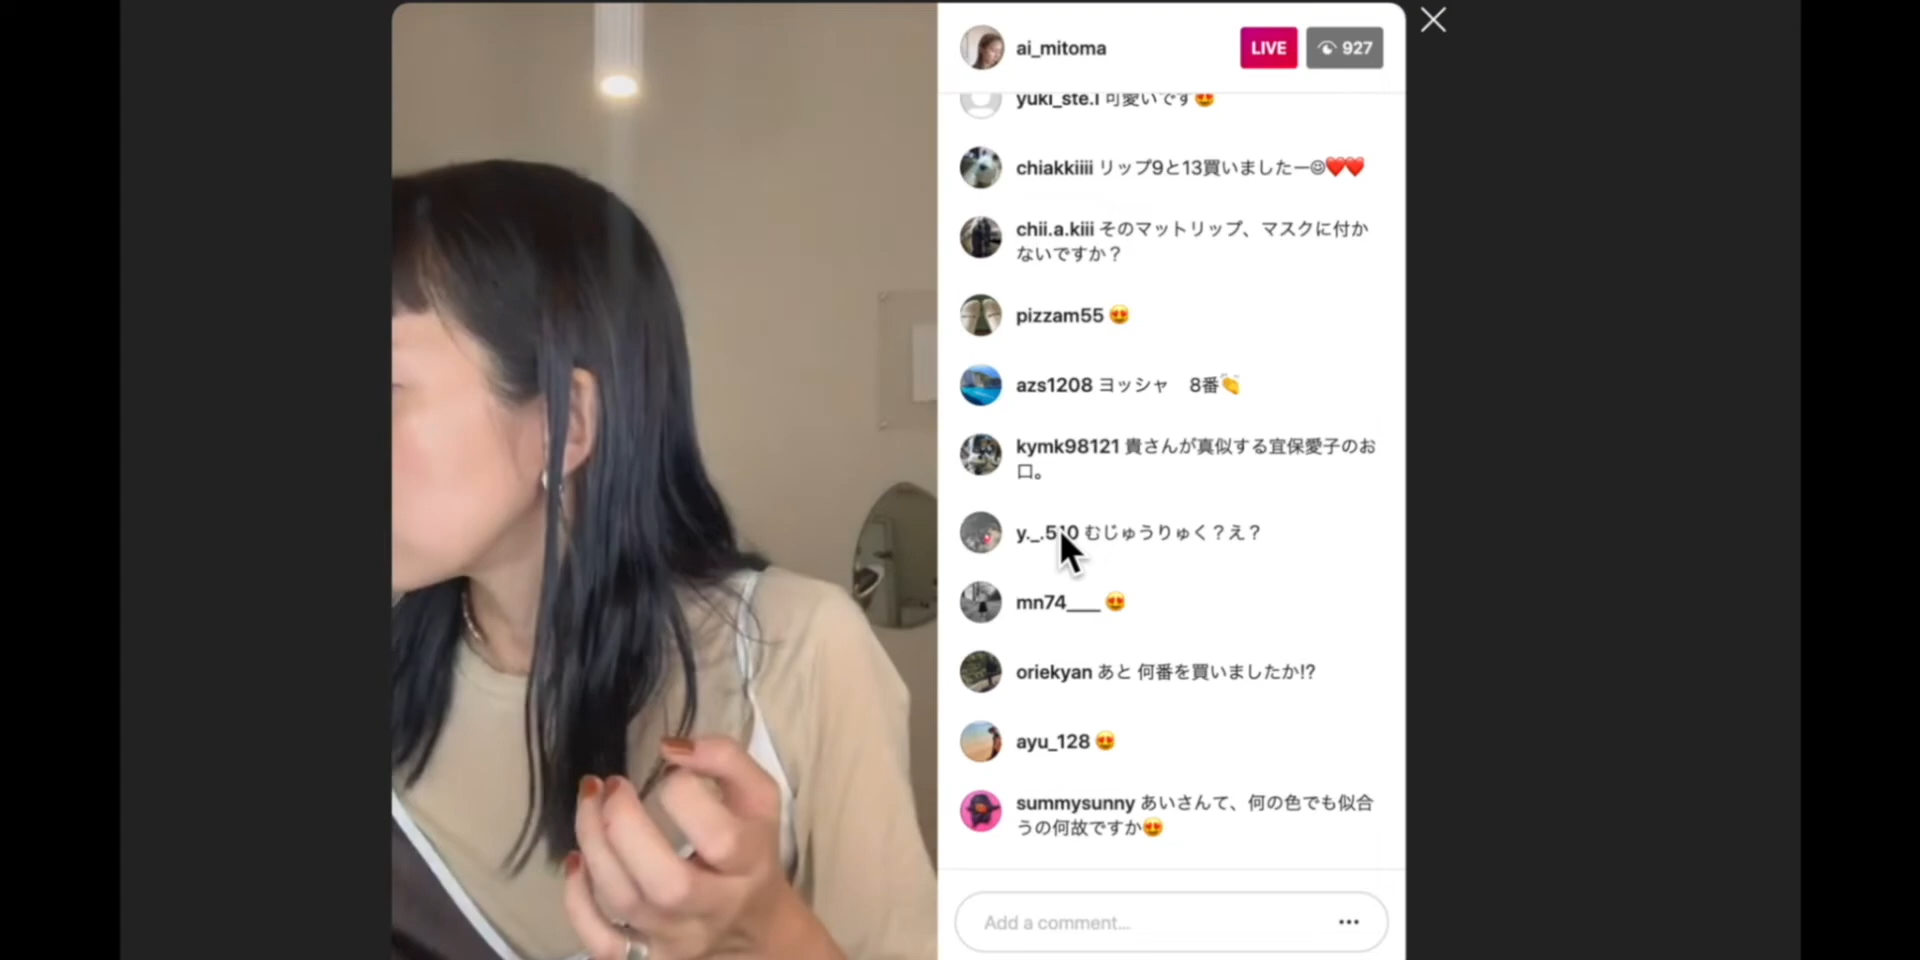 ai_mitoma
LIVE
927
yuki_ste.l 可愛いです😍
chiakkiiii リップ9と13買いましたー☺❤️❤️
chii.a.kiii そのマットリップ、マスクに付か
ないですか？
pizzam55 😍
azs1208 ヨッシャ　8番👏
kymk98121 貴さんが真似する宜保愛子のお
口。
y._.510 むじゅうりゅく？え？
mn74____ 😍
oriekyan あと 何番を買いましたか!?
ayu_128 😍
summysunny あいさんて、何の色でも似合
うの何故ですか😍
Add a comment...